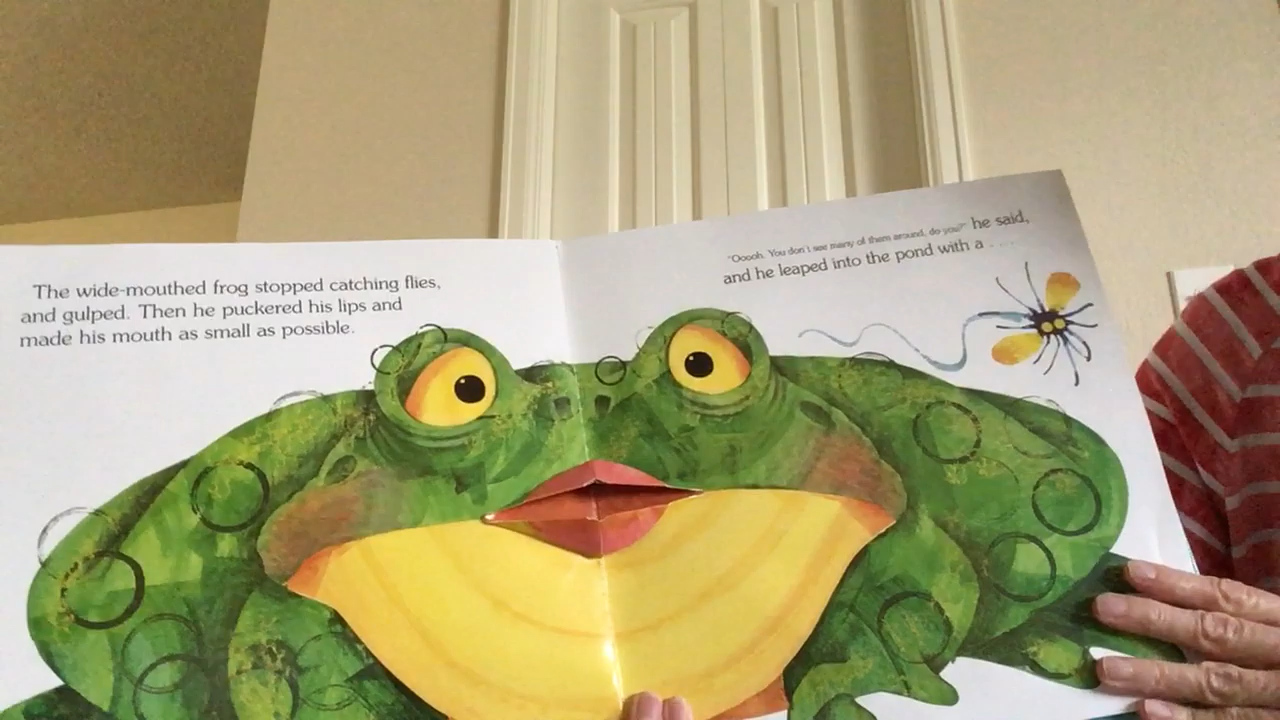 The wide-mouthed frog stopped catching flies,
and gulped. Then he puckered his lips and
made his mouth as small as possible.
"Ooooh. You don't see many of them around, do you?" he said,
and he leaped into the pond with a . . .